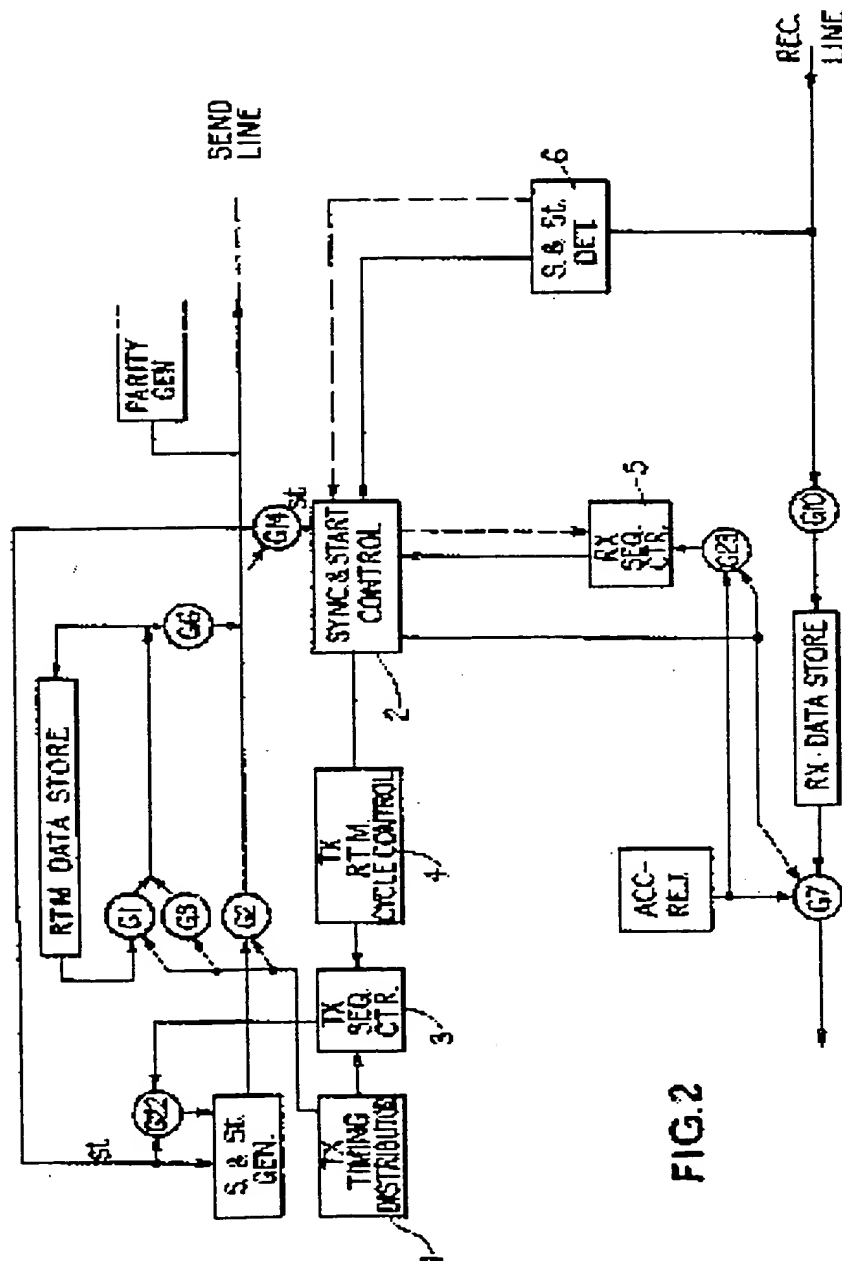 SEND
LINE
PARITY
GEN
RTM DATA STORE
G1
G3
G2
G6
G14
st
st
G22
S. & St.
GEN.
TX
TIMING
DISTRIBUTOR
1
TX
SEQ.
CTR.
3
TX
RTM.
CYCLE CONTROL
4
SYNC. & START
CONTROL
2
S. & St.
DET.
6
RX
SEQ.
CTR.
5
G23
REC.
LINE
G10
RX. DATA STORE
ACC-
REJ.
G7
FIG.2